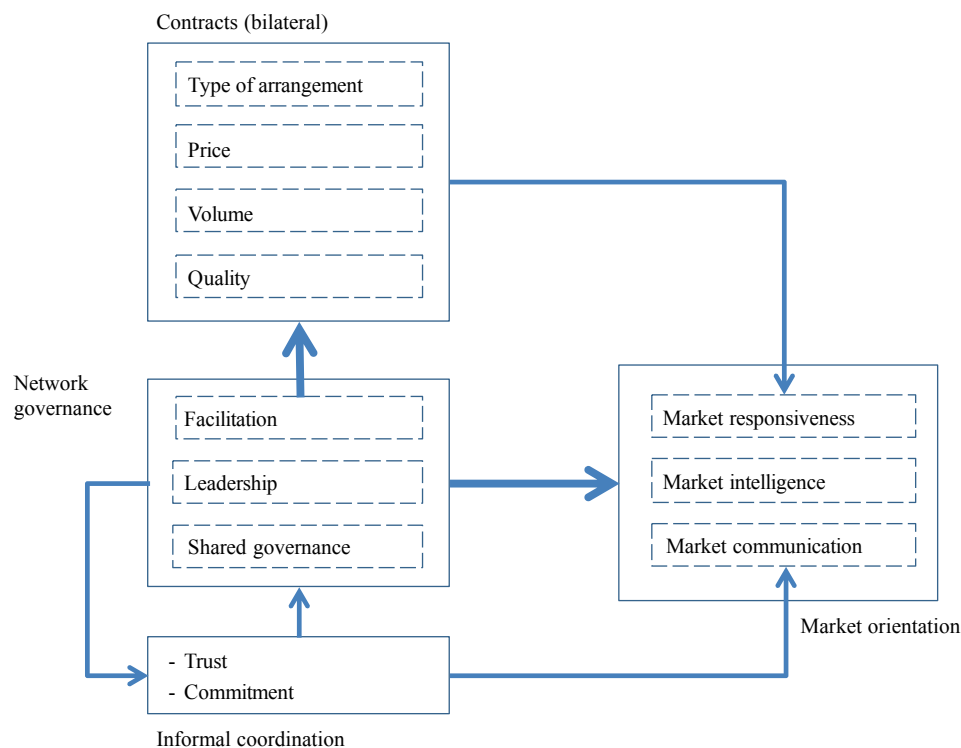 Contracts (bilateral)
Type of arrangement
Price
Volume
Quality
Network
governance
Facilitation
Leadership
Shared governance
Market responsiveness
Market intelligence
Market communication
Market orientation
- Trust
- Commitment
Informal coordination